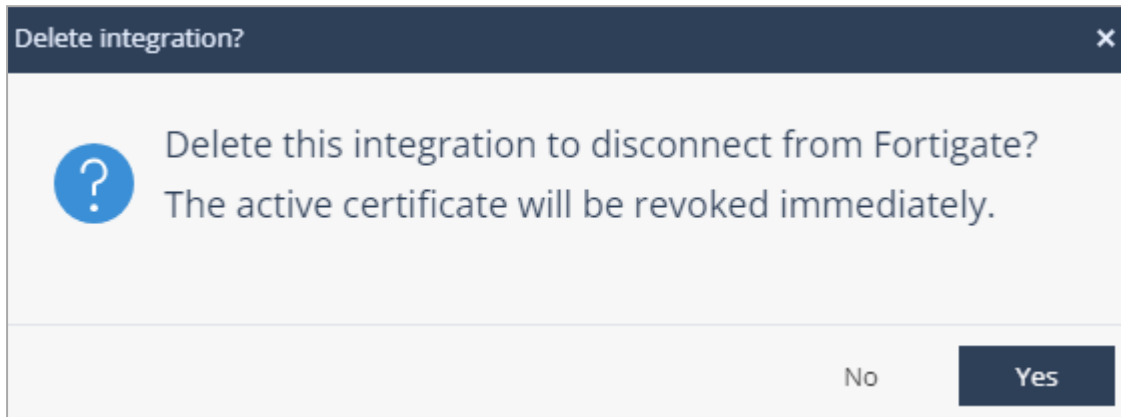 Delete integration?
Delete this integration to disconnect from Fortigate?
The active certificate will be revoked immediately.
No
Yes